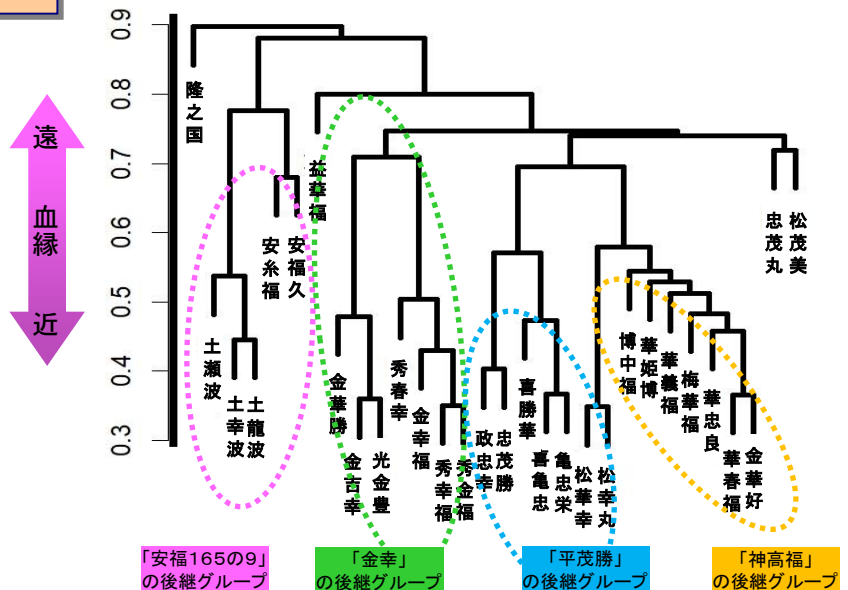 0.9
0.8
0.7
0.6
0.5
0.4
0.3
遠
血縁
近
隆之国
土瀬波
土幸波
土龍波
安糸福
安福久
益華福
金華勝
金吉幸
光金豊
秀春幸
金幸福
秀幸福
秀金福
政忠幸
忠茂勝
喜勝華
喜亀忠
亀忠栄
松華幸
松幸丸
博中福
華姫博
華義福
梅華福
華忠良
華春福
金華好
忠茂丸
松茂美
「安福165の9」
の後継グループ
「金幸」
の後継グループ
「平茂勝」
の後継グループ
「神高福」
の後継グループ